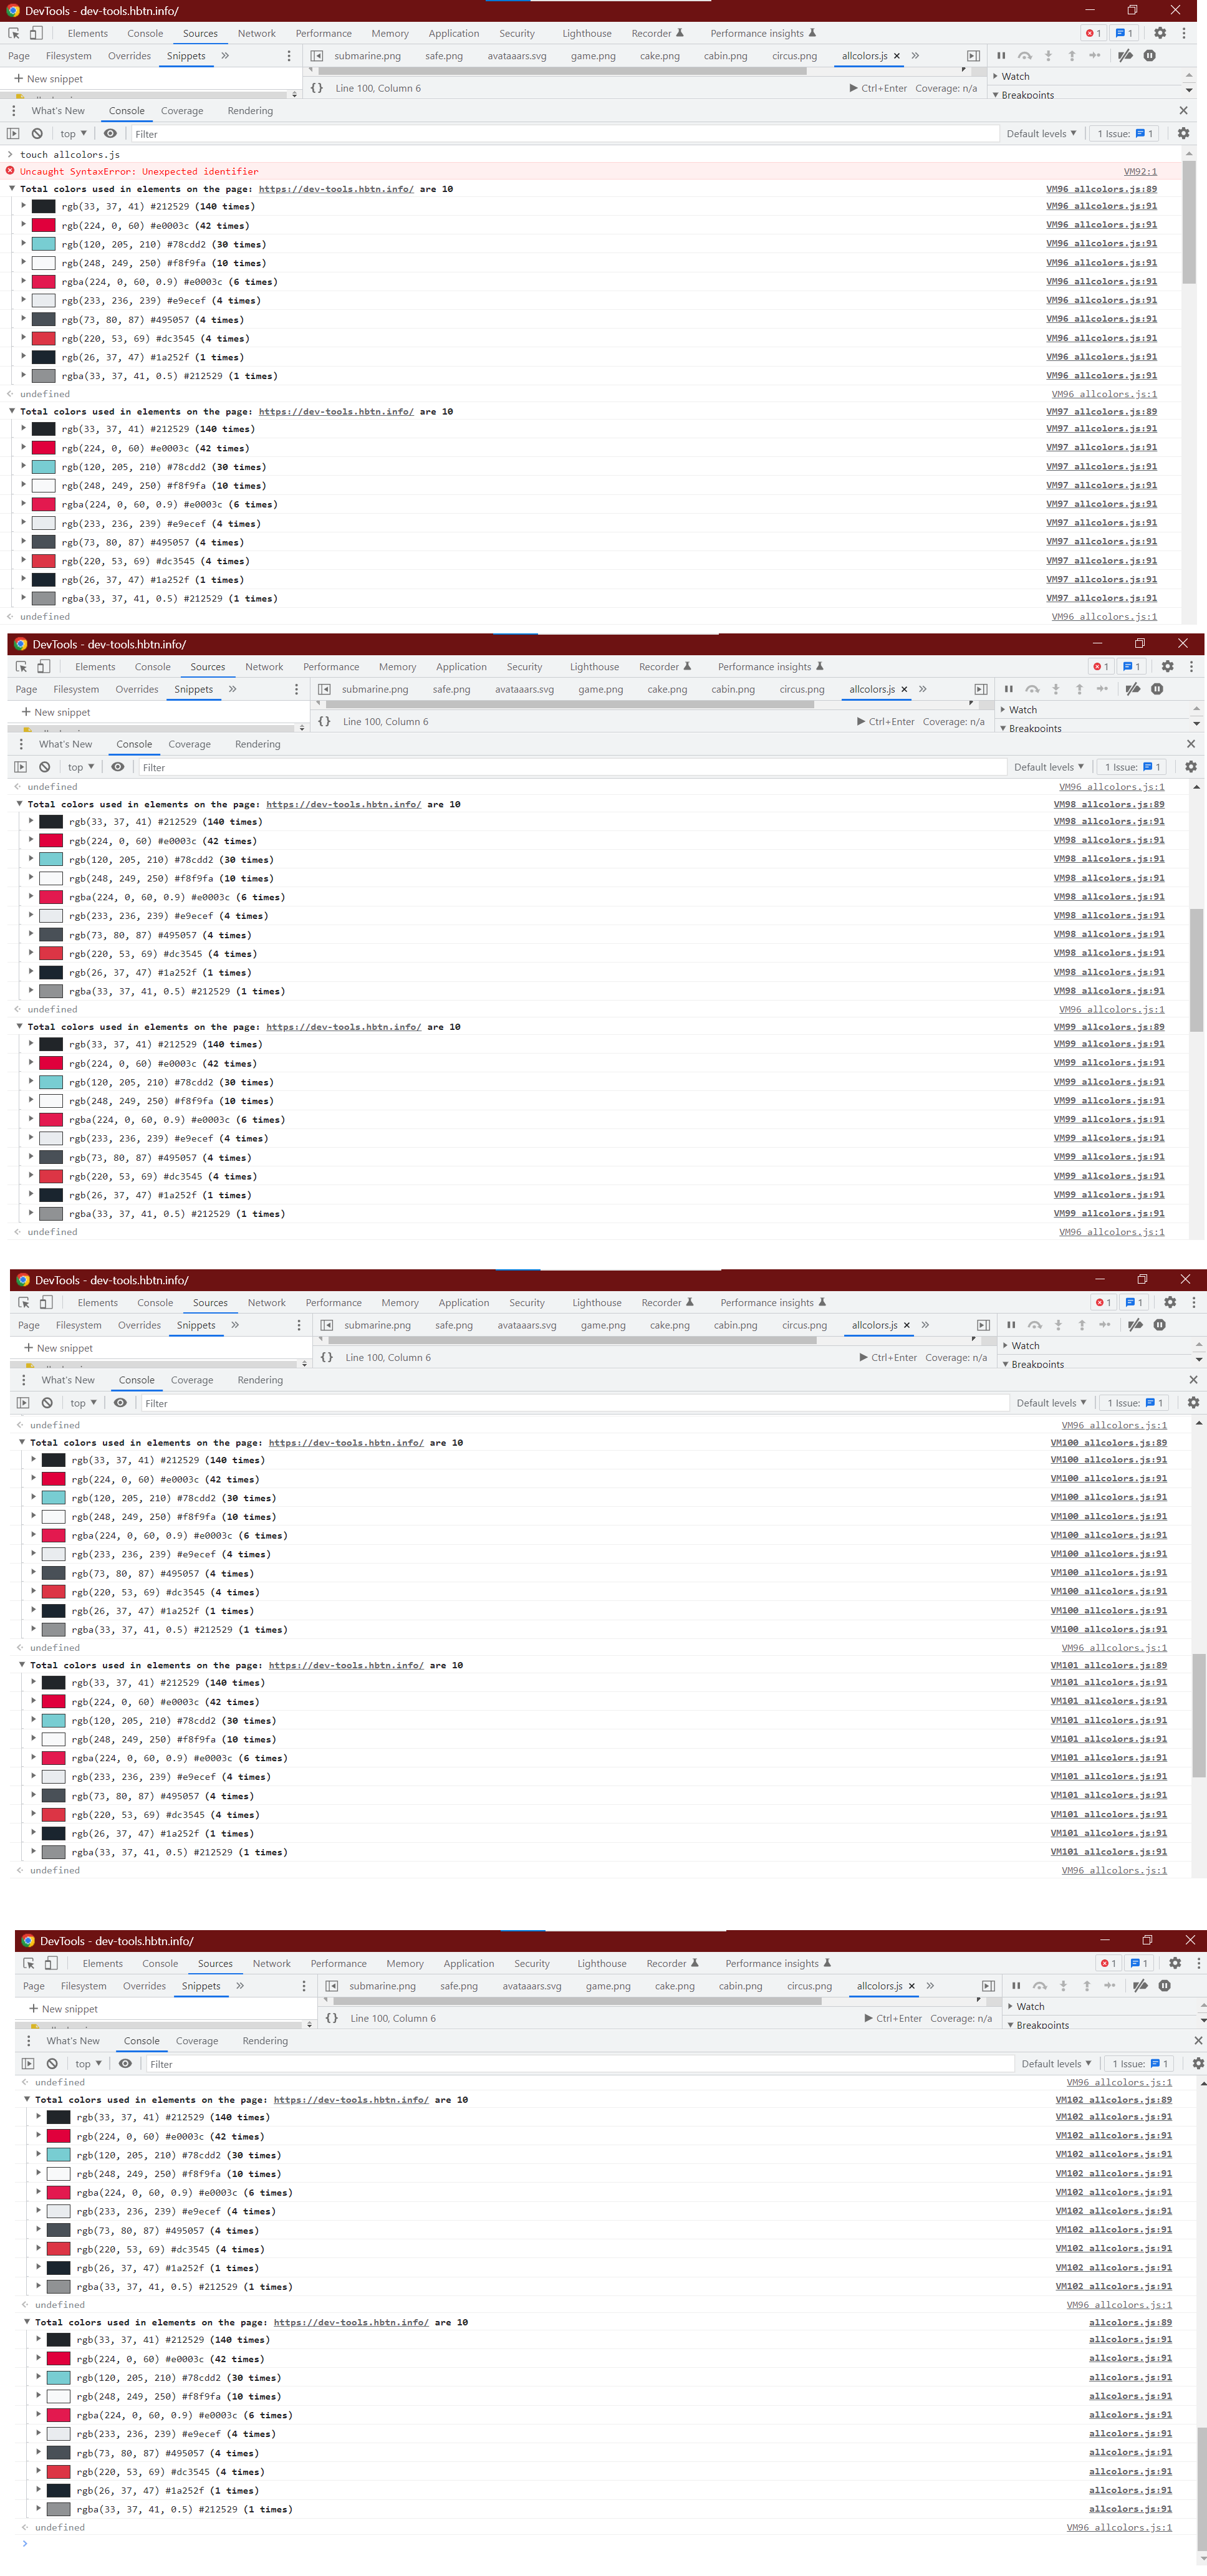 DevTools - dev-tools.hbtn.info/
Elements Console Sources Network Performance Memory Application Security Lighthouse Recorder Performance insights 1 1
Page Filesystem Overrides Snippets » submarine.png safe.png avataaars.svg game.png cake.png cabin.png circus.png allcolors.js × »
+ New snippet {} Line 100, Column 6 Ctrl+Enter Coverage: n/a Watch
Breakpoints
What's New Console Coverage Rendering
top Filter Default levels 1 Issue: 1
> touch allcolors.js
Uncaught SyntaxError: Unexpected identifier VM92:1
Total colors used in elements on the page: https://dev-tools.hbtn.info/ are 10 VM96 allcolors.js:89
rgb(33, 37, 41) #212529 (140 times) VM96 allcolors.js:91
rgb(224, 0, 60) #e0003c (42 times) VM96 allcolors.js:91
rgb(120, 205, 210) #78cdd2 (30 times) VM96 allcolors.js:91
rgb(248, 249, 250) #f8f9fa (10 times) VM96 allcolors.js:91
rgba(224, 0, 60, 0.9) #e0003c (6 times) VM96 allcolors.js:91
rgb(233, 236, 239) #e9ecef (4 times) VM96 allcolors.js:91
rgb(73, 80, 87) #495057 (4 times) VM96 allcolors.js:91
rgb(220, 53, 69) #dc3545 (4 times) VM96 allcolors.js:91
rgb(26, 37, 47) #1a252f (1 times) VM96 allcolors.js:91
rgba(33, 37, 41, 0.5) #212529 (1 times) VM96 allcolors.js:91
undefined VM96 allcolors.js:1
Total colors used in elements on the page: https://dev-tools.hbtn.info/ are 10 VM97 allcolors.js:89
rgb(33, 37, 41) #212529 (140 times) VM97 allcolors.js:91
rgb(224, 0, 60) #e0003c (42 times) VM97 allcolors.js:91
rgb(120, 205, 210) #78cdd2 (30 times) VM97 allcolors.js:91
rgb(248, 249, 250) #f8f9fa (10 times) VM97 allcolors.js:91
rgba(224, 0, 60, 0.9) #e0003c (6 times) VM97 allcolors.js:91
rgb(233, 236, 239) #e9ecef (4 times) VM97 allcolors.js:91
rgb(73, 80, 87) #495057 (4 times) VM97 allcolors.js:91
rgb(220, 53, 69) #dc3545 (4 times) VM97 allcolors.js:91
rgb(26, 37, 47) #1a252f (1 times) VM97 allcolors.js:91
rgba(33, 37, 41, 0.5) #212529 (1 times) VM97 allcolors.js:91
undefined VM96 allcolors.js:1
DevTools - dev-tools.hbtn.info/
Elements Console Sources Network Performance Memory Application Security Lighthouse Recorder Performance insights 1 1
Page Filesystem Overrides Snippets » submarine.png safe.png avataaars.svg game.png cake.png cabin.png circus.png allcolors.js × »
+ New snippet {} Line 100, Column 6 Ctrl+Enter Coverage: n/a Watch
Breakpoints
What's New Console Coverage Rendering
top Filter Default levels 1 Issue: 1
undefined VM96 allcolors.js:1
Total colors used in elements on the page: https://dev-tools.hbtn.info/ are 10 VM98 allcolors.js:89
rgb(33, 37, 41) #212529 (140 times) VM98 allcolors.js:91
rgb(224, 0, 60) #e0003c (42 times) VM98 allcolors.js:91
rgb(120, 205, 210) #78cdd2 (30 times) VM98 allcolors.js:91
rgb(248, 249, 250) #f8f9fa (10 times) VM98 allcolors.js:91
rgba(224, 0, 60, 0.9) #e0003c (6 times) VM98 allcolors.js:91
rgb(233, 236, 239) #e9ecef (4 times) VM98 allcolors.js:91
rgb(73, 80, 87) #495057 (4 times) VM98 allcolors.js:91
rgb(220, 53, 69) #dc3545 (4 times) VM98 allcolors.js:91
rgb(26, 37, 47) #1a252f (1 times) VM98 allcolors.js:91
rgba(33, 37, 41, 0.5) #212529 (1 times) VM98 allcolors.js:91
undefined VM96 allcolors.js:1
Total colors used in elements on the page: https://dev-tools.hbtn.info/ are 10 VM99 allcolors.js:89
rgb(33, 37, 41) #212529 (140 times) VM99 allcolors.js:91
rgb(224, 0, 60) #e0003c (42 times) VM99 allcolors.js:91
rgb(120, 205, 210) #78cdd2 (30 times) VM99 allcolors.js:91
rgb(248, 249, 250) #f8f9fa (10 times) VM99 allcolors.js:91
rgba(224, 0, 60, 0.9) #e0003c (6 times) VM99 allcolors.js:91
rgb(233, 236, 239) #e9ecef (4 times) VM99 allcolors.js:91
rgb(73, 80, 87) #495057 (4 times) VM99 allcolors.js:91
rgb(220, 53, 69) #dc3545 (4 times) VM99 allcolors.js:91
rgb(26, 37, 47) #1a252f (1 times) VM99 allcolors.js:91
rgba(33, 37, 41, 0.5) #212529 (1 times) VM99 allcolors.js:91
undefined VM96 allcolors.js:1
DevTools - dev-tools.hbtn.info/
Elements Console Sources Network Performance Memory Application Security Lighthouse Recorder Performance insights 1 1
Page Filesystem Overrides Snippets » submarine.png safe.png avataaars.svg game.png cake.png cabin.png circus.png allcolors.js × »
+ New snippet {} Line 100, Column 6 Ctrl+Enter Coverage: n/a Watch
Breakpoints
What's New Console Coverage Rendering
top Filter Default levels 1 Issue: 1
undefined VM96 allcolors.js:1
Total colors used in elements on the page: https://dev-tools.hbtn.info/ are 10 VM100 allcolors.js:89
rgb(33, 37, 41) #212529 (140 times) VM100 allcolors.js:91
rgb(224, 0, 60) #e0003c (42 times) VM100 allcolors.js:91
rgb(120, 205, 210) #78cdd2 (30 times) VM100 allcolors.js:91
rgb(248, 249, 250) #f8f9fa (10 times) VM100 allcolors.js:91
rgba(224, 0, 60, 0.9) #e0003c (6 times) VM100 allcolors.js:91
rgb(233, 236, 239) #e9ecef (4 times) VM100 allcolors.js:91
rgb(73, 80, 87) #495057 (4 times) VM100 allcolors.js:91
rgb(220, 53, 69) #dc3545 (4 times) VM100 allcolors.js:91
rgb(26, 37, 47) #1a252f (1 times) VM100 allcolors.js:91
rgba(33, 37, 41, 0.5) #212529 (1 times) VM100 allcolors.js:91
undefined VM96 allcolors.js:1
Total colors used in elements on the page: https://dev-tools.hbtn.info/ are 10 VM101 allcolors.js:89
rgb(33, 37, 41) #212529 (140 times) VM101 allcolors.js:91
rgb(224, 0, 60) #e0003c (42 times) VM101 allcolors.js:91
rgb(120, 205, 210) #78cdd2 (30 times) VM101 allcolors.js:91
rgb(248, 249, 250) #f8f9fa (10 times) VM101 allcolors.js:91
rgba(224, 0, 60, 0.9) #e0003c (6 times) VM101 allcolors.js:91
rgb(233, 236, 239) #e9ecef (4 times) VM101 allcolors.js:91
rgb(73, 80, 87) #495057 (4 times) VM101 allcolors.js:91
rgb(220, 53, 69) #dc3545 (4 times) VM101 allcolors.js:91
rgb(26, 37, 47) #1a252f (1 times) VM101 allcolors.js:91
rgba(33, 37, 41, 0.5) #212529 (1 times) VM101 allcolors.js:91
undefined VM96 allcolors.js:1
DevTools - dev-tools.hbtn.info/
Elements Console Sources Network Performance Memory Application Security Lighthouse Recorder Performance insights 1 1
Page Filesystem Overrides Snippets » submarine.png safe.png avataaars.svg game.png cake.png cabin.png circus.png allcolors.js × »
+ New snippet {} Line 100, Column 6 Ctrl+Enter Coverage: n/a Watch
Breakpoints
What's New Console Coverage Rendering
top Filter Default levels 1 Issue: 1
undefined VM96 allcolors.js:1
Total colors used in elements on the page: https://dev-tools.hbtn.info/ are 10 VM102 allcolors.js:89
rgb(33, 37, 41) #212529 (140 times) VM102 allcolors.js:91
rgb(224, 0, 60) #e0003c (42 times) VM102 allcolors.js:91
rgb(120, 205, 210) #78cdd2 (30 times) VM102 allcolors.js:91
rgb(248, 249, 250) #f8f9fa (10 times) VM102 allcolors.js:91
rgba(224, 0, 60, 0.9) #e0003c (6 times) VM102 allcolors.js:91
rgb(233, 236, 239) #e9ecef (4 times) VM102 allcolors.js:91
rgb(73, 80, 87) #495057 (4 times) VM102 allcolors.js:91
rgb(220, 53, 69) #dc3545 (4 times) VM102 allcolors.js:91
rgb(26, 37, 47) #1a252f (1 times) VM102 allcolors.js:91
rgba(33, 37, 41, 0.5) #212529 (1 times) VM102 allcolors.js:91
undefined VM96 allcolors.js:1
Total colors used in elements on the page: https://dev-tools.hbtn.info/ are 10 allcolors.js:89
rgb(33, 37, 41) #212529 (140 times) allcolors.js:91
rgb(224, 0, 60) #e0003c (42 times) allcolors.js:91
rgb(120, 205, 210) #78cdd2 (30 times) allcolors.js:91
rgb(248, 249, 250) #f8f9fa (10 times) allcolors.js:91
rgba(224, 0, 60, 0.9) #e0003c (6 times) allcolors.js:91
rgb(233, 236, 239) #e9ecef (4 times) allcolors.js:91
rgb(73, 80, 87) #495057 (4 times) allcolors.js:91
rgb(220, 53, 69) #dc3545 (4 times) allcolors.js:91
rgb(26, 37, 47) #1a252f (1 times) allcolors.js:91
rgba(33, 37, 41, 0.5) #212529 (1 times) allcolors.js:91
undefined VM96 allcolors.js:1